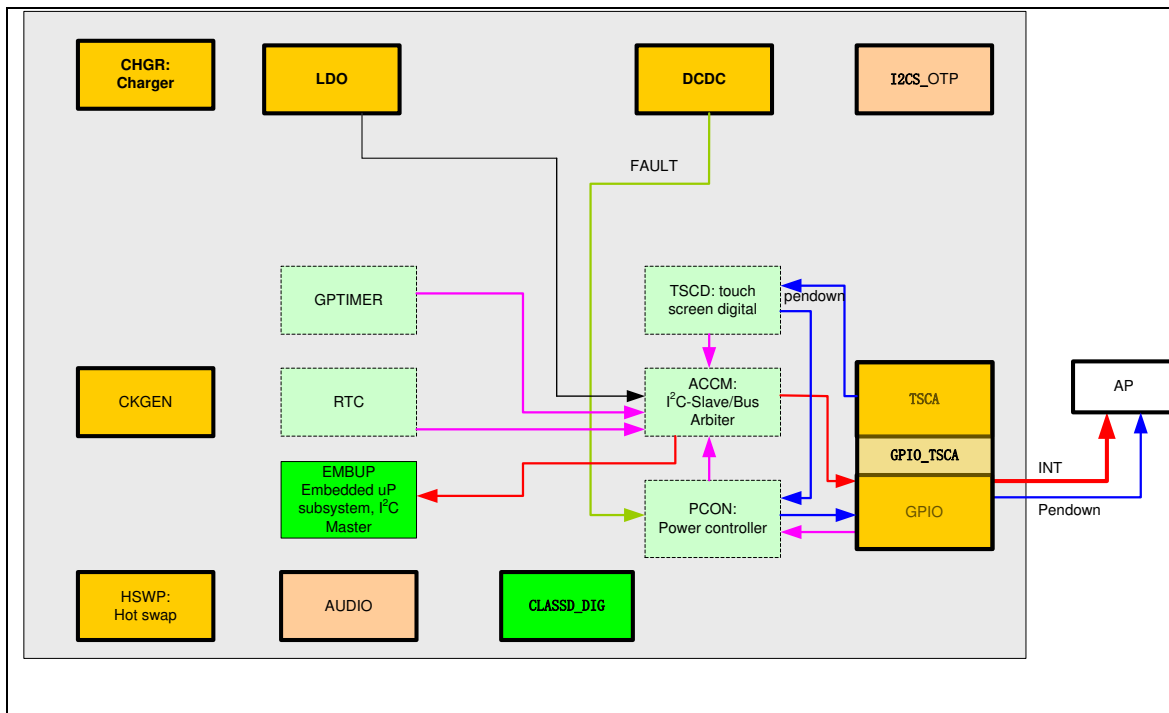 CHGR:
Charger
LDO
DCDC
I2CS_OTP
FAULT
GPTIMER
TSCD: touch
screen digital
pendown
CKGEN
RTC
ACCM:
I²C-Slave/Bus
Arbiter
TSCA
AP
GPIO_TSCA
EMBUP
Embedded uP
subsystem, I²C
Master
PCON:
Power controller
GPIO
INT
Pendown
HSWP:
Hot swap
AUDIO
CLASSD_DIG